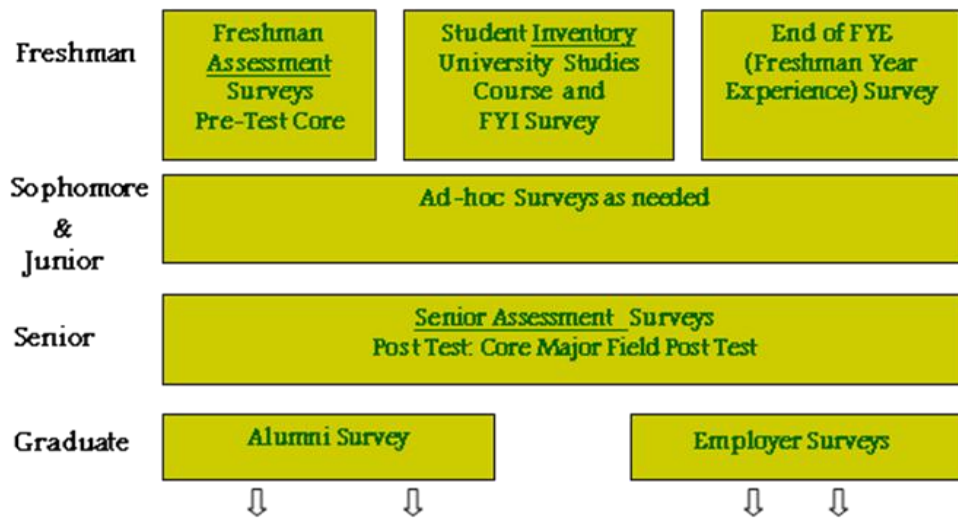 Freshman
Freshman
Assessment
Surveys
Pre-Test Core
Student Inventory
University Studies
Course and
FYI Survey
End of FYE
(Freshman Year
Experience) Survey
Sophomore
&
Junior
Ad-hoc Surveys as needed
Senior
Senior Assessment Surveys
Post Test: Core Major Field Post Test
Graduate
Alumni Survey
Employer Surveys